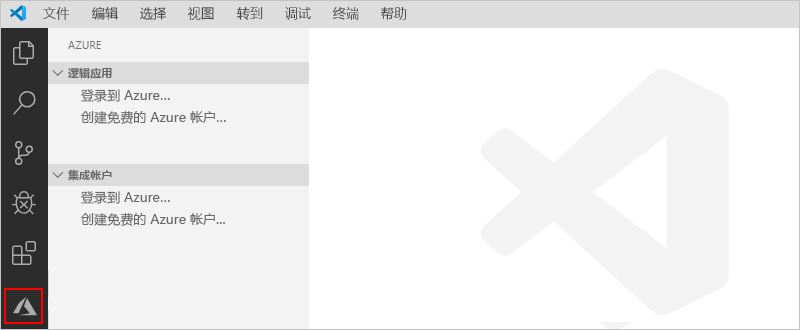 文件 编辑 选择 视图 转到 调试 终端 帮助
AZURE
逻辑应用
登录到 Azure...
创建免费的 Azure 帐户...
集成帐户
登录到 Azure...
创建免费的 Azure 帐户...